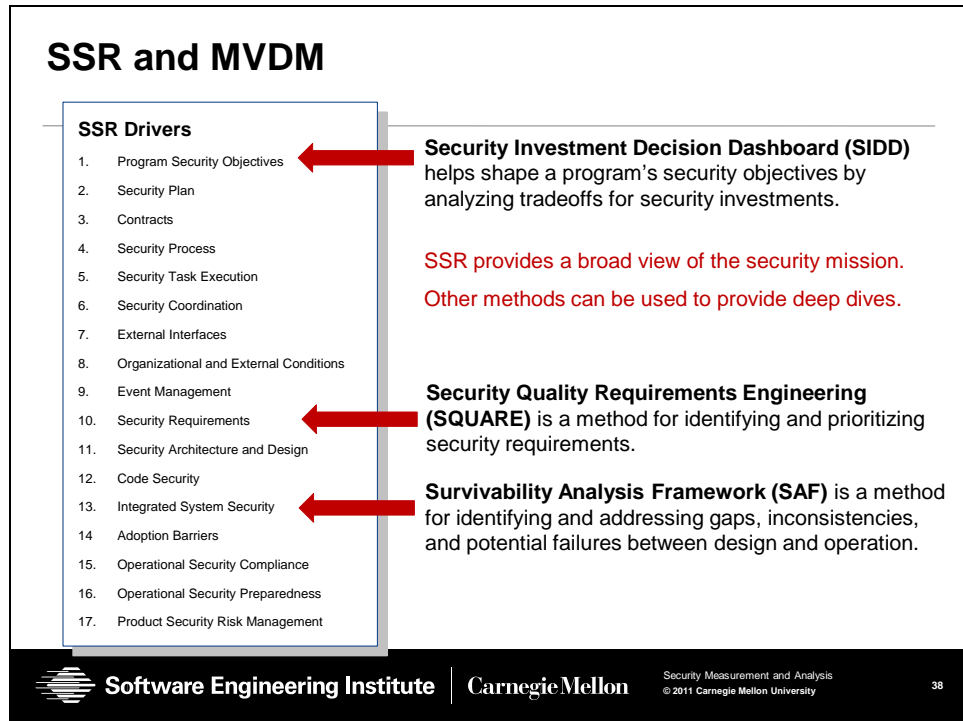 SSR and MVDM
SSR Drivers
1. Program Security Objectives
2. Security Plan
3. Contracts
4. Security Process
5. Security Task Execution
6. Security Coordination
7. External Interfaces
8. Organizational and External Conditions
9. Event Management
10. Security Requirements
11. Security Architecture and Design
12. Code Security
13. Integrated System Security
14 Adoption Barriers
15. Operational Security Compliance
16. Operational Security Preparedness
17. Product Security Risk Management
Security Investment Decision Dashboard (SIDD)
helps shape a program’s security objectives by
analyzing tradeoffs for security investments.
SSR provides a broad view of the security mission.
Other methods can be used to provide deep dives.
Security Quality Requirements Engineering
(SQUARE) is a method for identifying and prioritizing
security requirements.
Survivability Analysis Framework (SAF) is a method
for identifying and addressing gaps, inconsistencies,
and potential failures between design and operation.
Software Engineering Institute
Carnegie Mellon
Security Measurement and Analysis
© 2011 Carnegie Mellon University
38